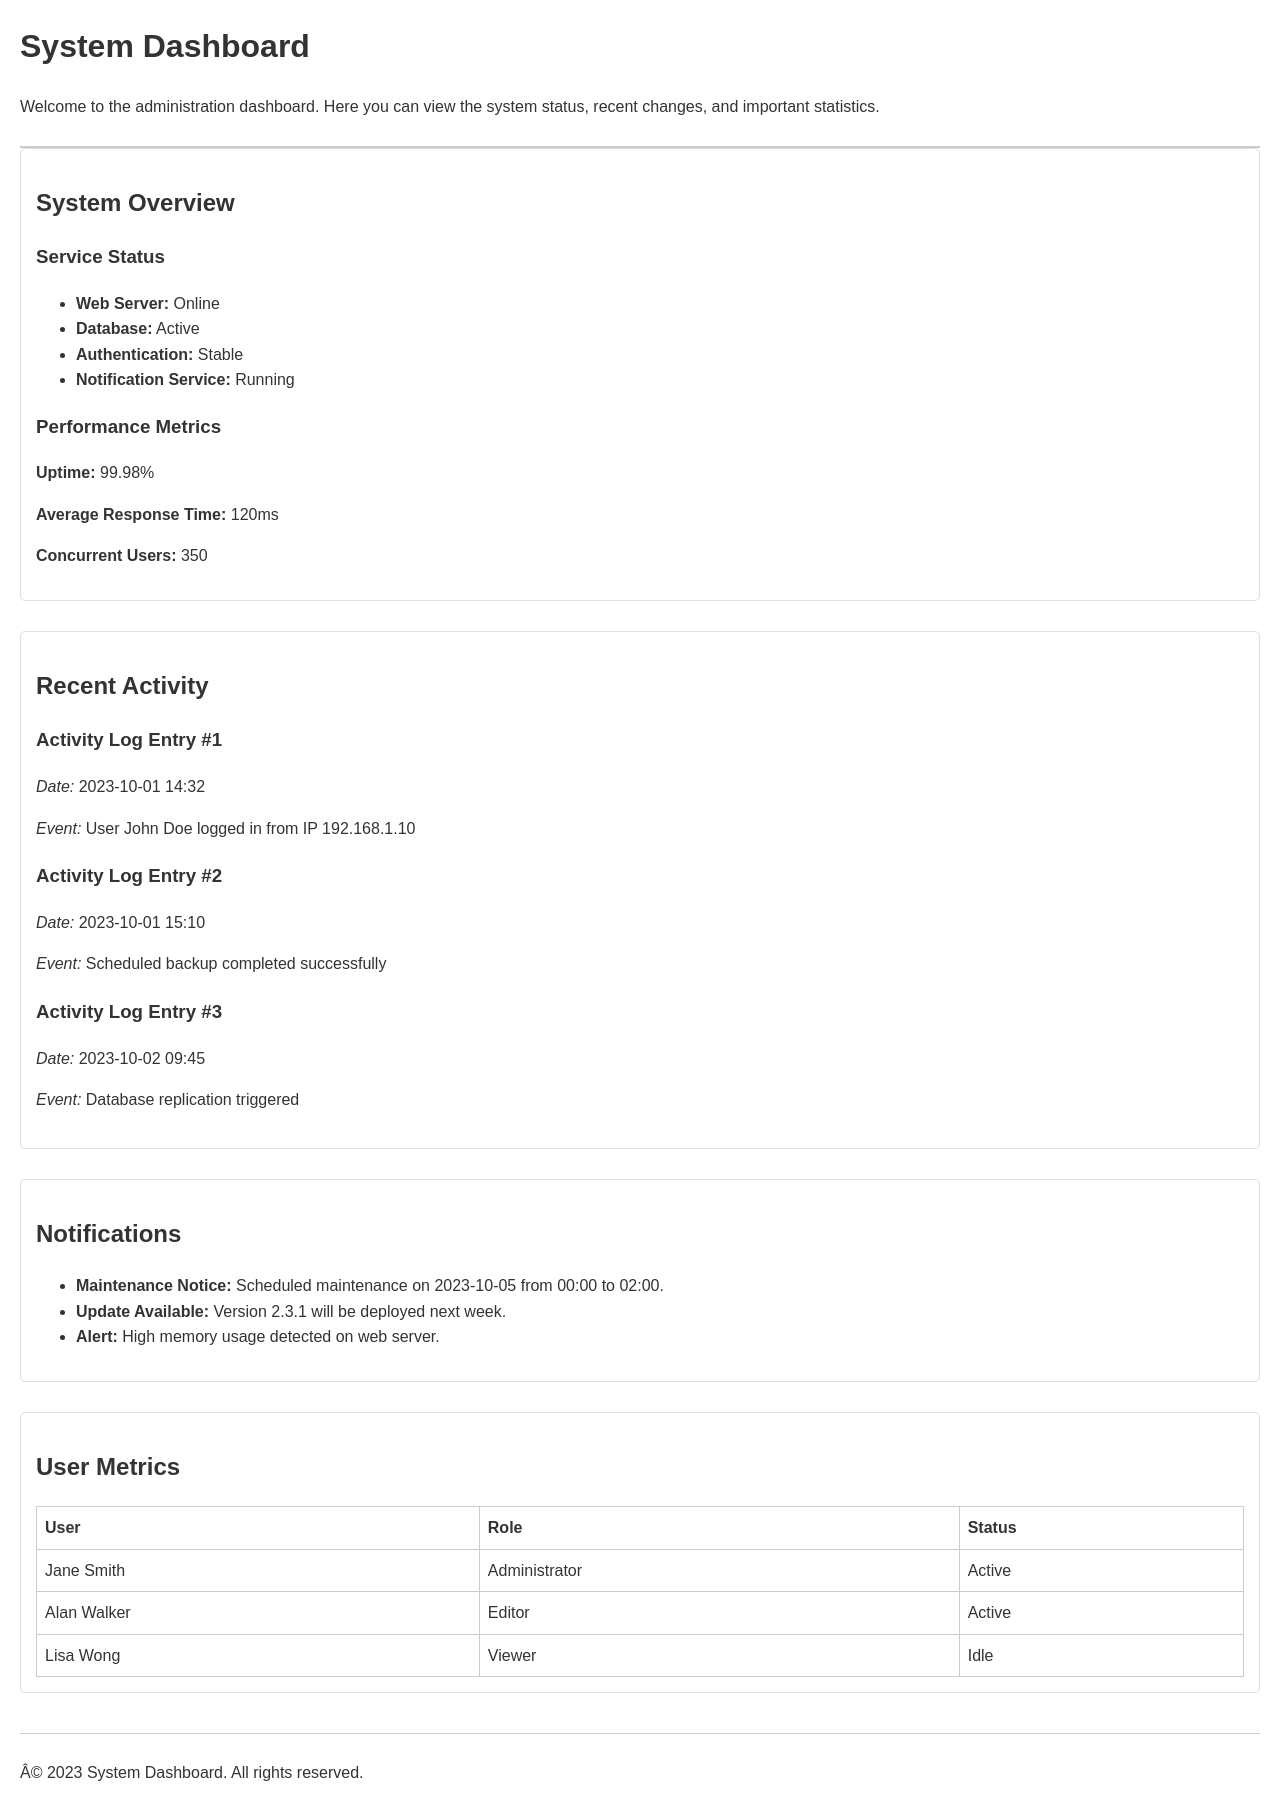 System Dashboard
Welcome to the administration dashboard. Here you can view the system status, recent changes, and important statistics.
System Overview
Service Status
• Web Server: Online
• Database: Active
• Authentication: Stable
• Notification Service: Running
Performance Metrics
Uptime: 99.98%
Average Response Time: 120ms
Concurrent Users: 350
Recent Activity
Activity Log Entry #1
Date: 2023-10-01 14:32
Event: User John Doe logged in from IP 192.168.1.10
Activity Log Entry #2
Date: 2023-10-01 15:10
Event: Scheduled backup completed successfully
Activity Log Entry #3
Date: 2023-10-02 09:45
Event: Database replication triggered
Notifications
• Maintenance Notice: Scheduled maintenance on 2023-10-05 from 00:00 to 02:00.
• Update Available: Version 2.3.1 will be deployed next week.
• Alert: High memory usage detected on web server.
User Metrics
User Role Status
Jane Smith Administrator Active
Alan Walker Editor Active
Lisa Wong Viewer Idle
Â© 2023 System Dashboard. All rights reserved.